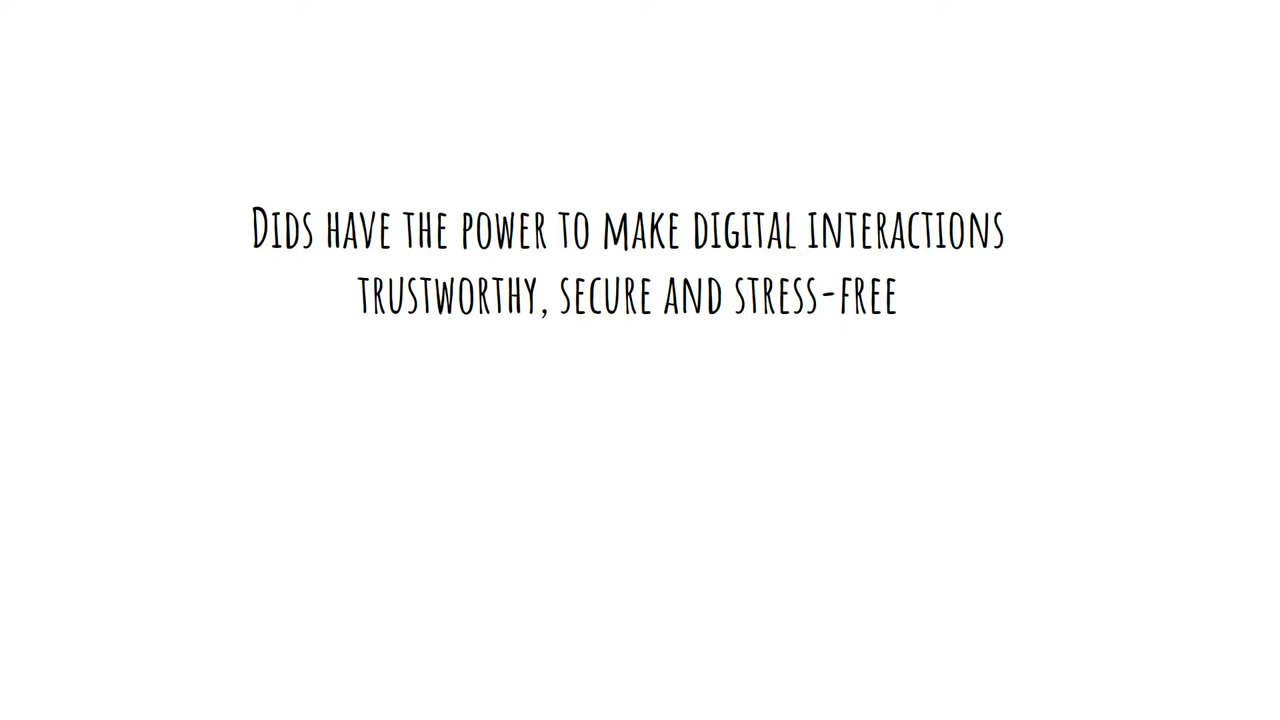 Dids have the power to make digital interactions
trustworthy, secure and stress-free